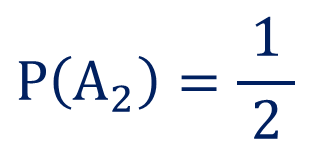 P(A₂) = 1/2